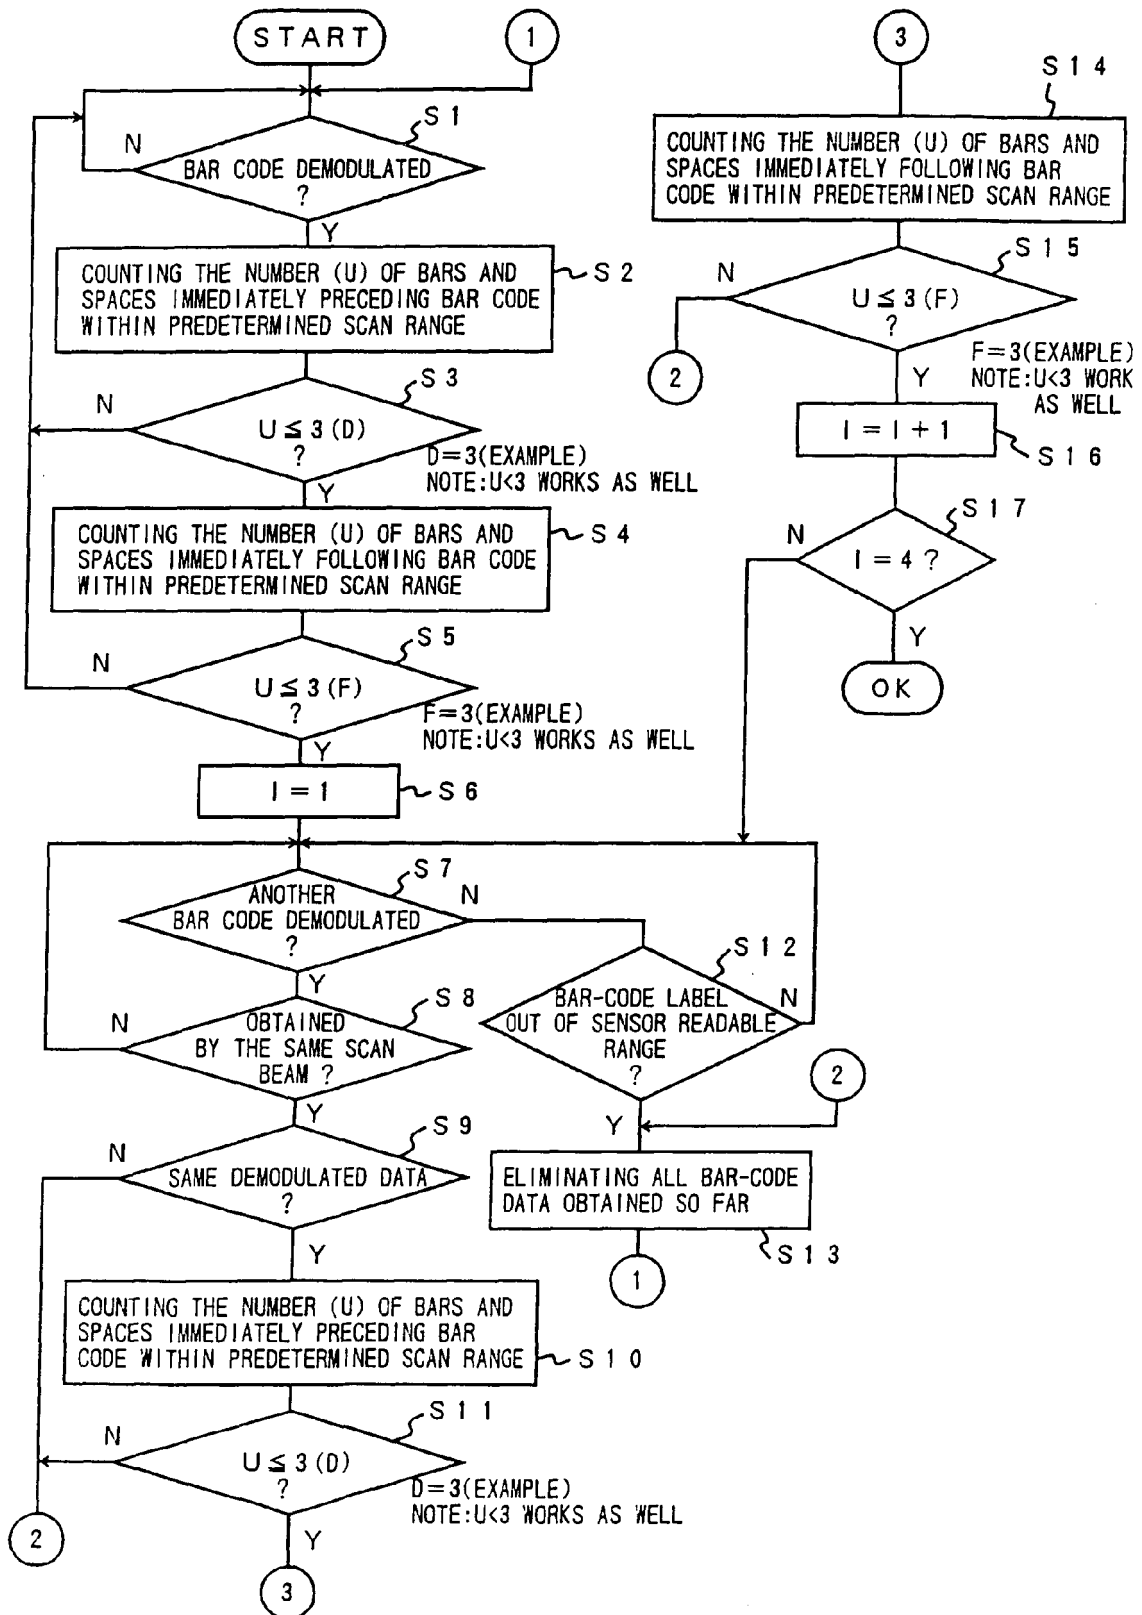 START
1
S1
N
BAR CODE DEMODULATED
?
Y
COUNTING THE NUMBER (U) OF BARS AND
SPACES IMMEDIATELY PRECEDING BAR CODE
WITHIN PREDETERMINED SCAN RANGE
S2
S3
N
U ≦ 3 (D)
?
D=3(EXAMPLE)
NOTE:U<3 WORKS AS WELL
Y
COUNTING THE NUMBER (U) OF BARS AND
SPACES IMMEDIATELY FOLLOWING BAR CODE
WITHIN PREDETERMINED SCAN RANGE
S4
S5
N
U ≦ 3 (F)
?
F=3(EXAMPLE)
NOTE:U<3 WORKS AS WELL
Y
I = 1
S6
S7
ANOTHER
BAR CODE DEMODULATED
?
N
Y
S8
N
OBTAINED
BY THE SAME SCAN
BEAM ?
Y
S9
N
SAME DEMODULATED DATA
?
Y
COUNTING THE NUMBER (U) OF BARS AND
SPACES IMMEDIATELY PRECEDING BAR
CODE WITHIN PREDETERMINED SCAN RANGE
S10
S11
N
U ≦ 3 (D)
?
D=3(EXAMPLE)
NOTE:U<3 WORKS AS WELL
2
Y
3
S12
BAR-CODE LABEL
OUT OF SENSOR READABLE
RANGE
?
N
2
Y
ELIMINATING ALL BAR-CODE
DATA OBTAINED SO FAR
S13
1
3
S14
COUNTING THE NUMBER (U) OF BARS AND
SPACES IMMEDIATELY FOLLOWING BAR
CODE WITHIN PREDETERMINED SCAN RANGE
S15
N
U ≦ 3 (F)
?
2
F=3(EXAMPLE)
NOTE:U<3 WORK
AS WELL
Y
I = I + 1
S16
S17
N
I = 4 ?
Y
OK